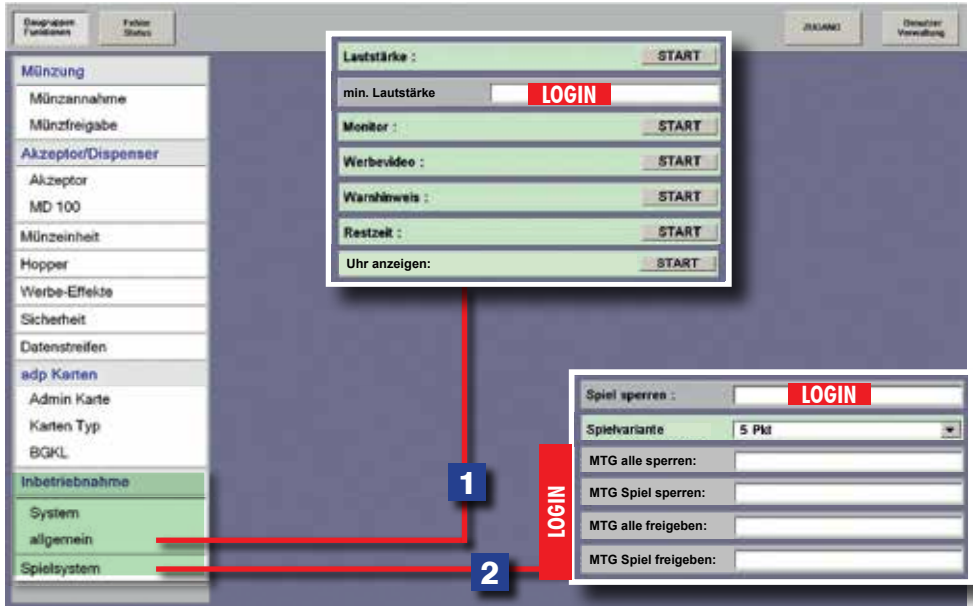 Baugruppen
Funktionen
Fehler
Status
ZUGANG
Benutzer
Verwaltung
Münzung
Münzannahme
Münzfreigabe
Akzeptor/Dispenser
Akzeptor
MD 100
Münzeinheit
Hopper
Werbe-Effekte
Sicherheit
Datenstreifen
adp Karten
Admin Karte
Karten Typ
BGKL
Inbetriebnahme
System
allgemein
Spielsystem
Lautstärke : START
min. Lautstärke LOGIN
Monitor : START
Werbevideo : START
Warnhinweis : START
Restzeit : START
Uhr anzeigen: START
1
2
LOGIN
Spiel sperren : LOGIN
Spielvariante 5 Pkt
MTG alle sperren:
MTG Spiel sperren:
MTG alle freigeben:
MTG Spiel freigeben: